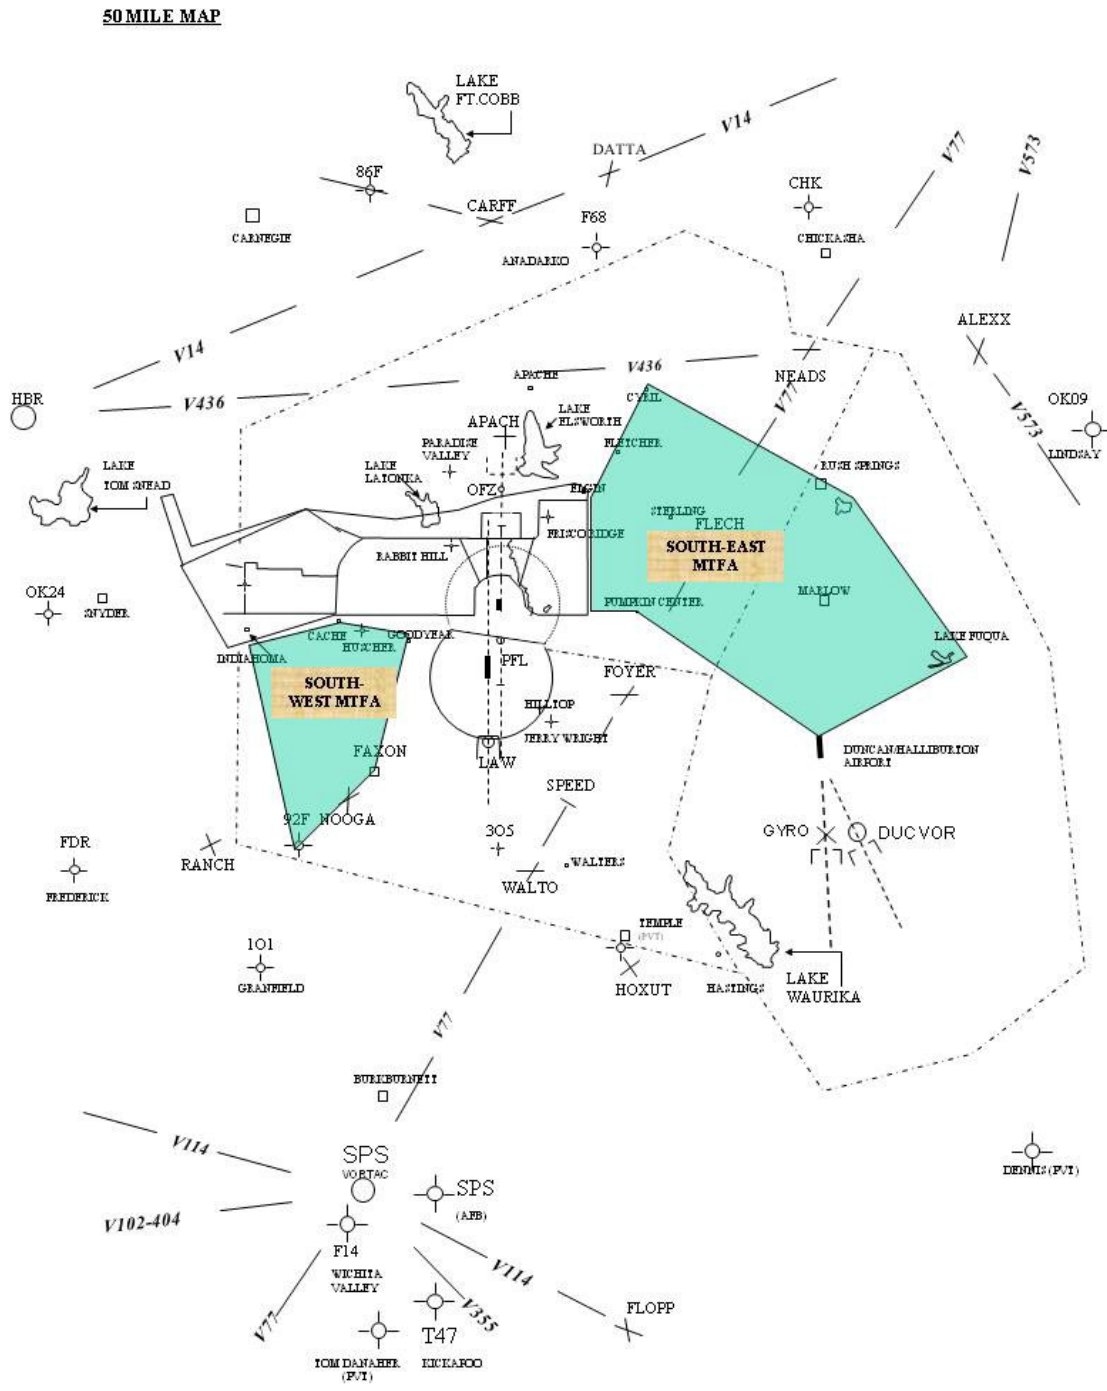 50 MILE MAP
LAKE
FT.COBB
V14
DATTA
V77
V573
86F
CHK
CARFF
F68
CARNEGIE
CHICKASHA
ANADARKO
ALEXX
V14
V436
NEADS
APACHE
HBR
V436
CYRIL
V77
OK09
V573
LAKE
ELSWORTH
APACH
PARADISE
VALLEY
FLETCHER
LINDSAY
LAKE
TOM SNEAD
LAKE
LATONKA
RUSH SPRINGS
OFZ
ELGIN
STERLING
FLECH
FRISCO RIDGE
RABBIT HILL
SOUTH-EAST
MTFA
OK24
SNYDER
MARLOW
PUMPKIN CENTER
CACHE
GOODYEAR
HUSCHER
LAKE FUQUA
INDIAHOMA
PFL
SOUTH-
WEST MTFA
FOYER
HILLTOP
JERRY WRIGHT
FAXON
LAW
DUNCAN/HALLIBURTON
AIRPORT
SPEED
92F NOOGA
GYRO
DUC VOR
FDR
RANCH
305
WALTERS
WALTO
FREDERICK
TEMPLE
(PVT)
101
GRANFIELD
HOXUT
HASTINGS
LAKE
WAURIKA
V77
BURKBURNETT
V114
SPS
VORTAC
DENNIS (PVT)
SPS
(AFB)
V102-404
F14
WICHITA
VALLEY
V114
V77
V355
FLOPP
T47
TOM DANAHER
(PVT)
KICKAPOO